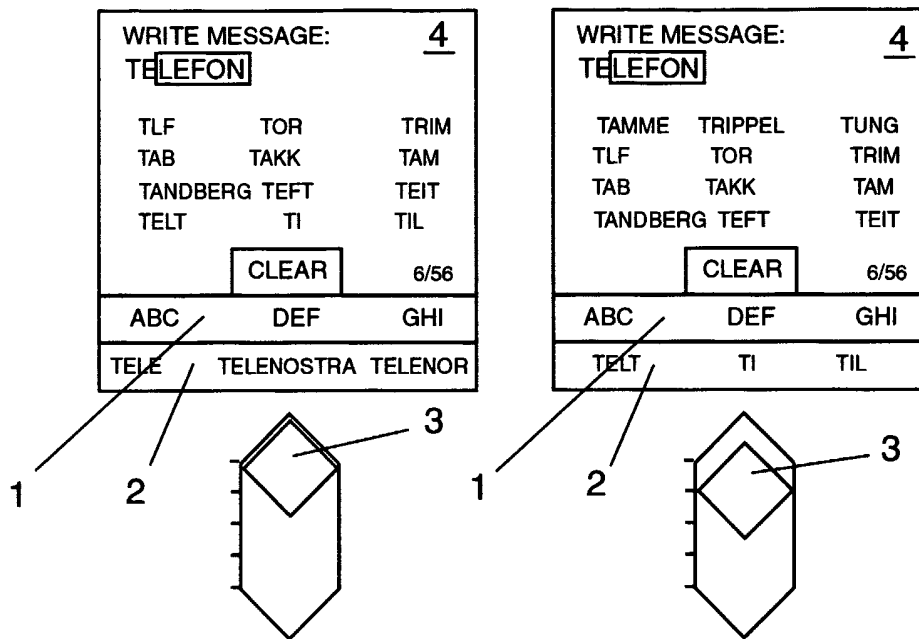 WRITE MESSAGE: 4
TELEFON
TLF TOR TRIM
TAB TAKK TAM
TANDBERG TEFT TEIT
TELT TI TIL
CLEAR 6/56
ABC DEF GHI
TELE TELENOSTRA TELENOR
1 2 3
WRITE MESSAGE: 4
TELEFON
TAMME TRIPPEL TUNG
TLF TOR TRIM
TAB TAKK TAM
TANDBERG TEFT TEIT
CLEAR 6/56
ABC DEF GHI
TELT TI TIL
1 2 3